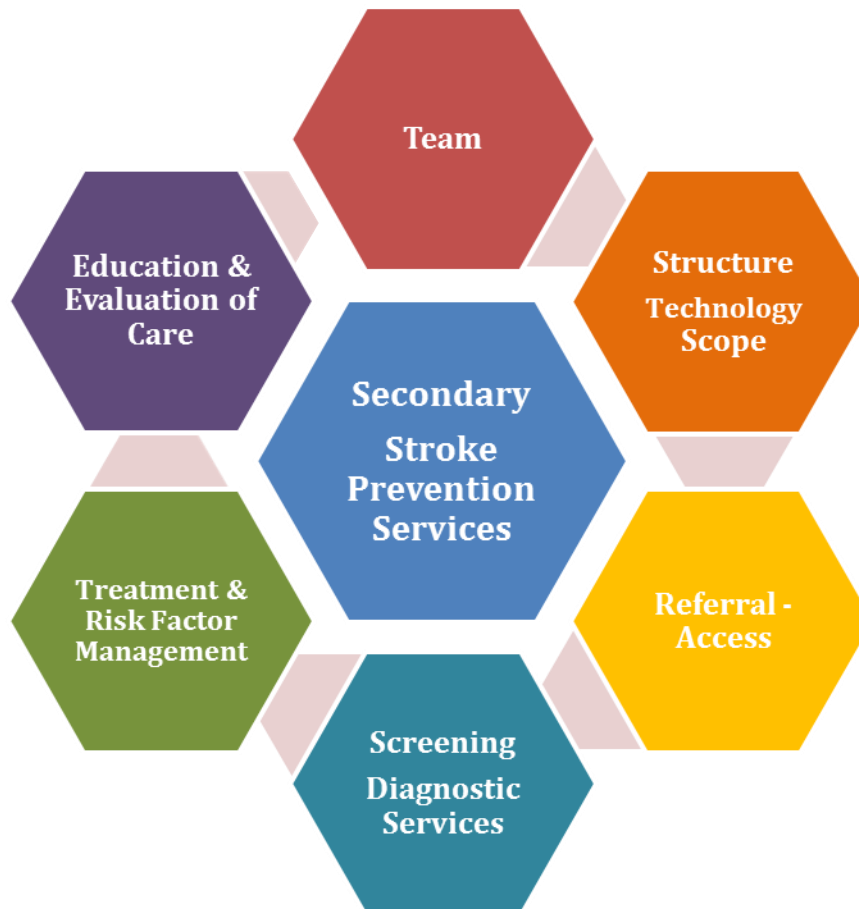 Team
Education &
Evaluation of
Care
Structure
Technology
Scope
Secondary
Stroke
Prevention
Services
Treatment &
Risk Factor
Management
Referral -
Access
Screening
Diagnostic
Services